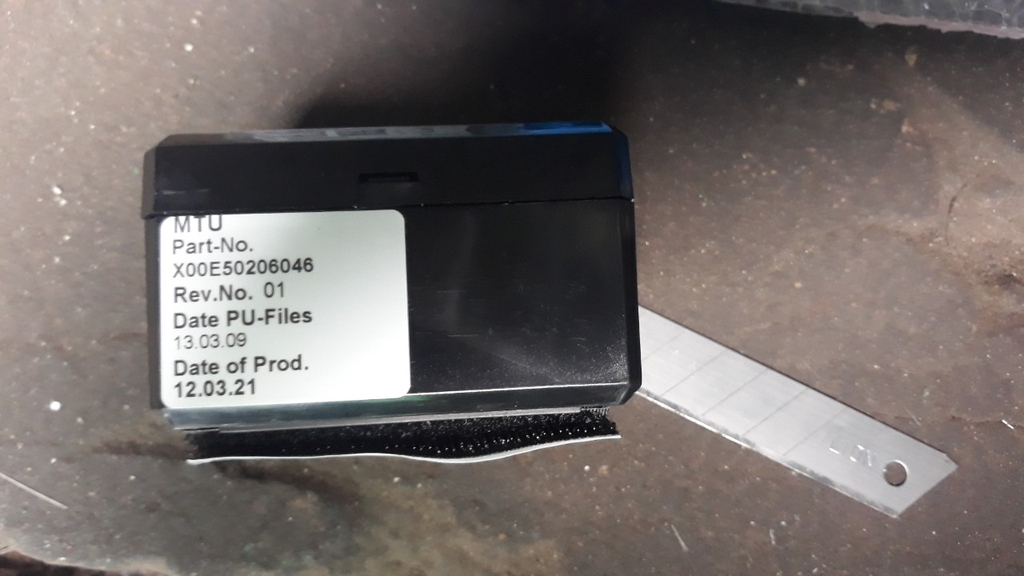 MTU
Part-No.
X00E50206046
Rev.No. 01
Date PU-Files
13.03.09
Date of Prod.
12.03.21